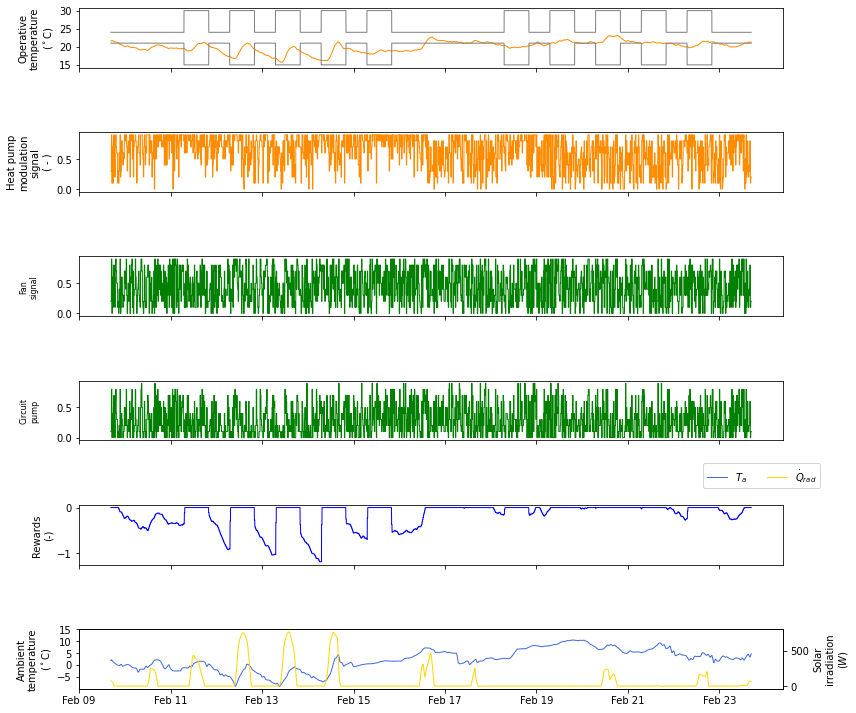 Operative
temperature
(°C)
30
25
20
15
Heat pump
modulation
signal
( - )
0.5
0.0
Fan
signal
0.5
0.0
Circuit
pump
0.5
0.0
T_a
Q̇_rad
Rewards
(-)
0
−1
Ambient
temperature
(°C)
15
10
5
0
−5
500
0
Solar
irradiation
(W)
Feb 09
Feb 11
Feb 13
Feb 15
Feb 17
Feb 19
Feb 21
Feb 23